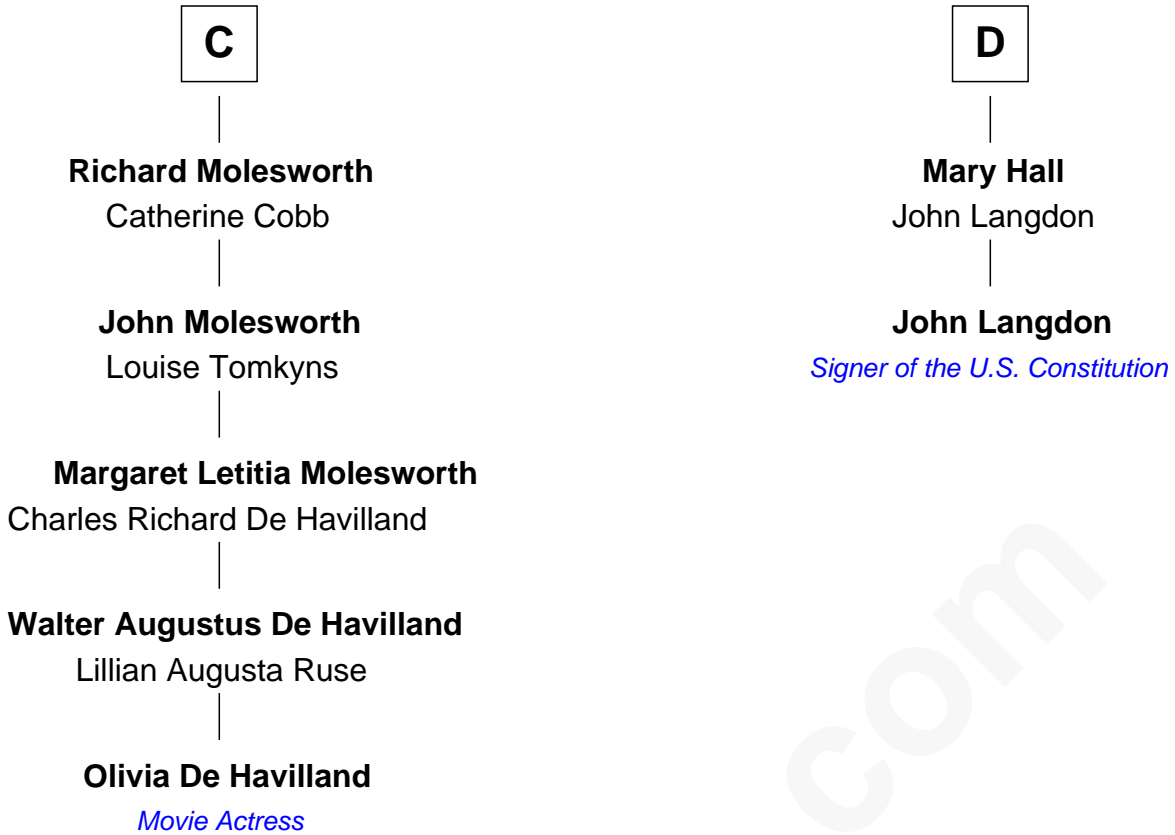 C
Richard Molesworth
Catherine Cobb
John Molesworth
Louise Tomkyns
Margaret Letitia Molesworth
Charles Richard De Havilland
Walter Augustus De Havilland
Lillian Augusta Ruse
Olivia De Havilland
Movie Actress
D
Mary Hall
John Langdon
John Langdon
Signer of the U.S. Constitution
com